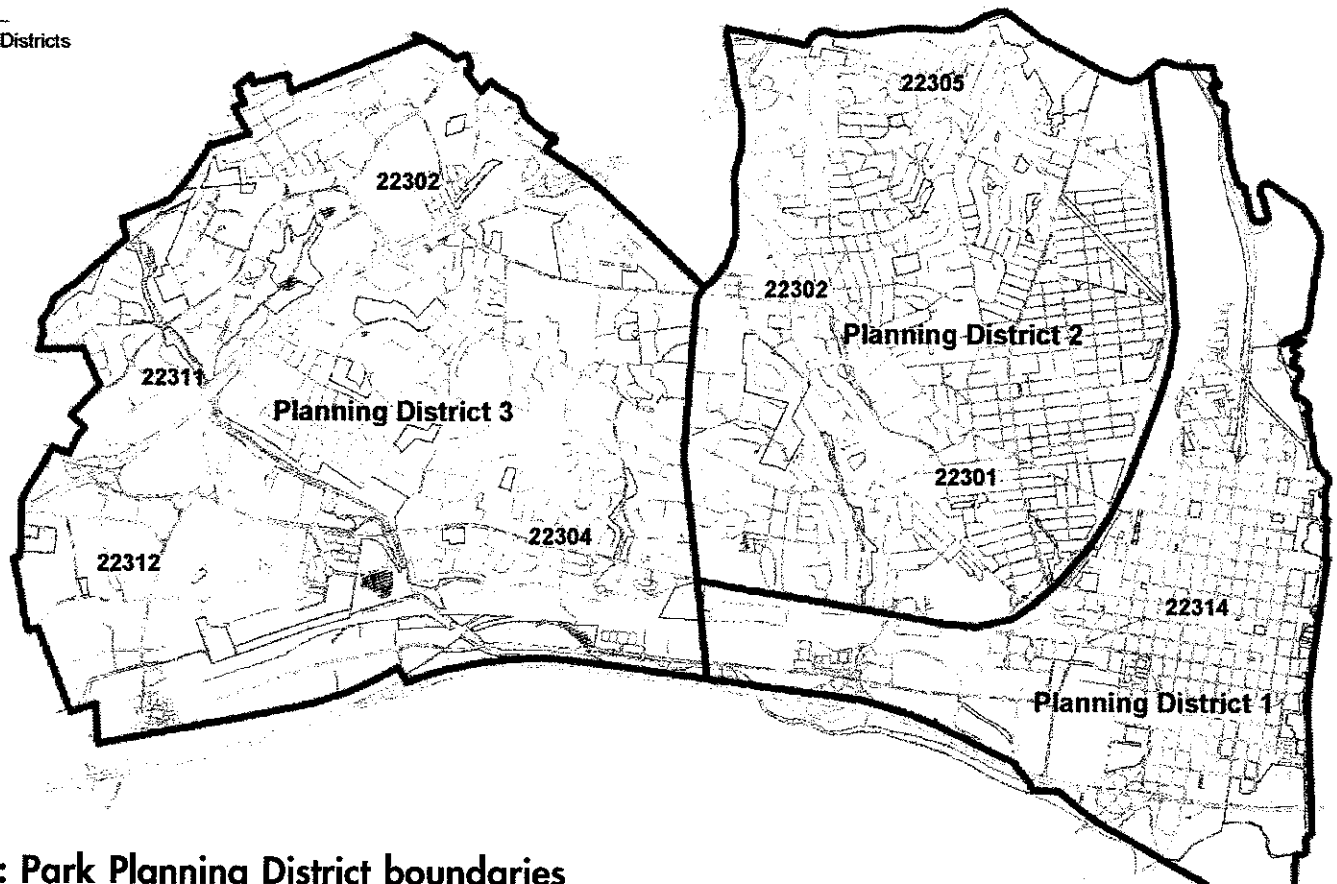 Districts
22305
22302
22302
Planning District 2
22311
Planning District 3
22301
22304
22312
22314
Planning District 1
: Park Planning District boundaries